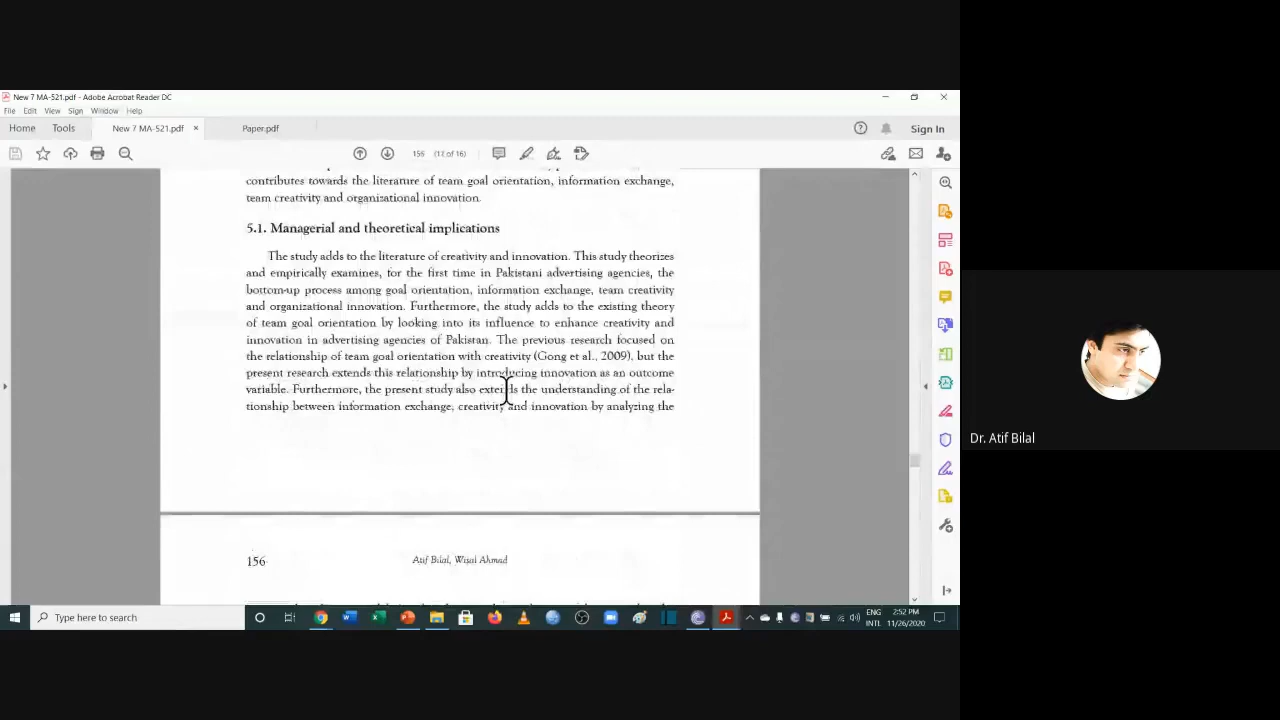 New 7 MA-521.pdf - Adobe Acrobat Reader DC
File Edit View Sign Window Help
Home Tools New 7 MA-521.pdf × Paper.pdf Sign In
156 (12 of 16)
contributes towards the literature of team goal orientation, information exchange,
team creativity and organizational innovation.
5.1. Managerial and theoretical implications
The study adds to the literature of creativity and innovation. This study theorizes
and empirically examines, for the first time in Pakistani advertising agencies, the
bottom-up process among goal orientation, information exchange, team creativity
and organizational innovation. Furthermore, the study adds to the existing theory
of team goal orientation by looking into its influence to enhance creativity and
innovation in advertising agencies of Pakistan. The previous research focused on
the relationship of team goal orientation with creativity (Gong et al., 2009), but the
present research extends this relationship by introducing innovation as an outcome
variable. Furthermore, the present study also extends the understanding of the rela-
tionship between information exchange, creativity and innovation by analyzing the
156 Atif Bilal, Wisal Ahmad
Dr. Atif Bilal
Type here to search
ENG 2:52 PM
INTL 11/26/2020